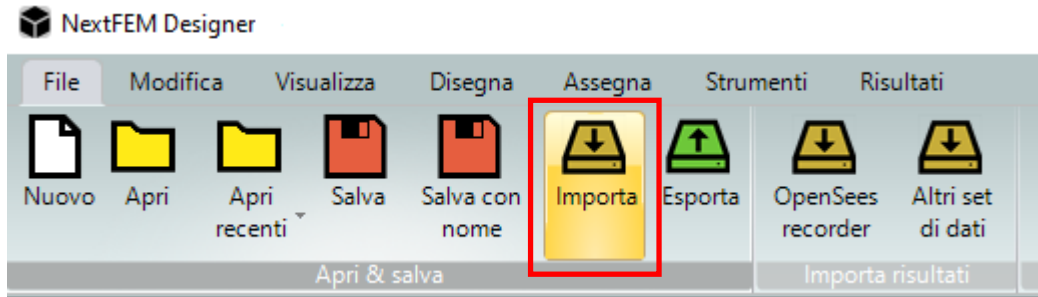 NextFEM Designer
File Modifica Visualizza Disegna Assegna Strumenti Risultati
Nuovo Apri Apri Salva Salva con Importa Esporta OpenSees Altri set
recenti nome recorder di dati
Apri & salva Importa risultati